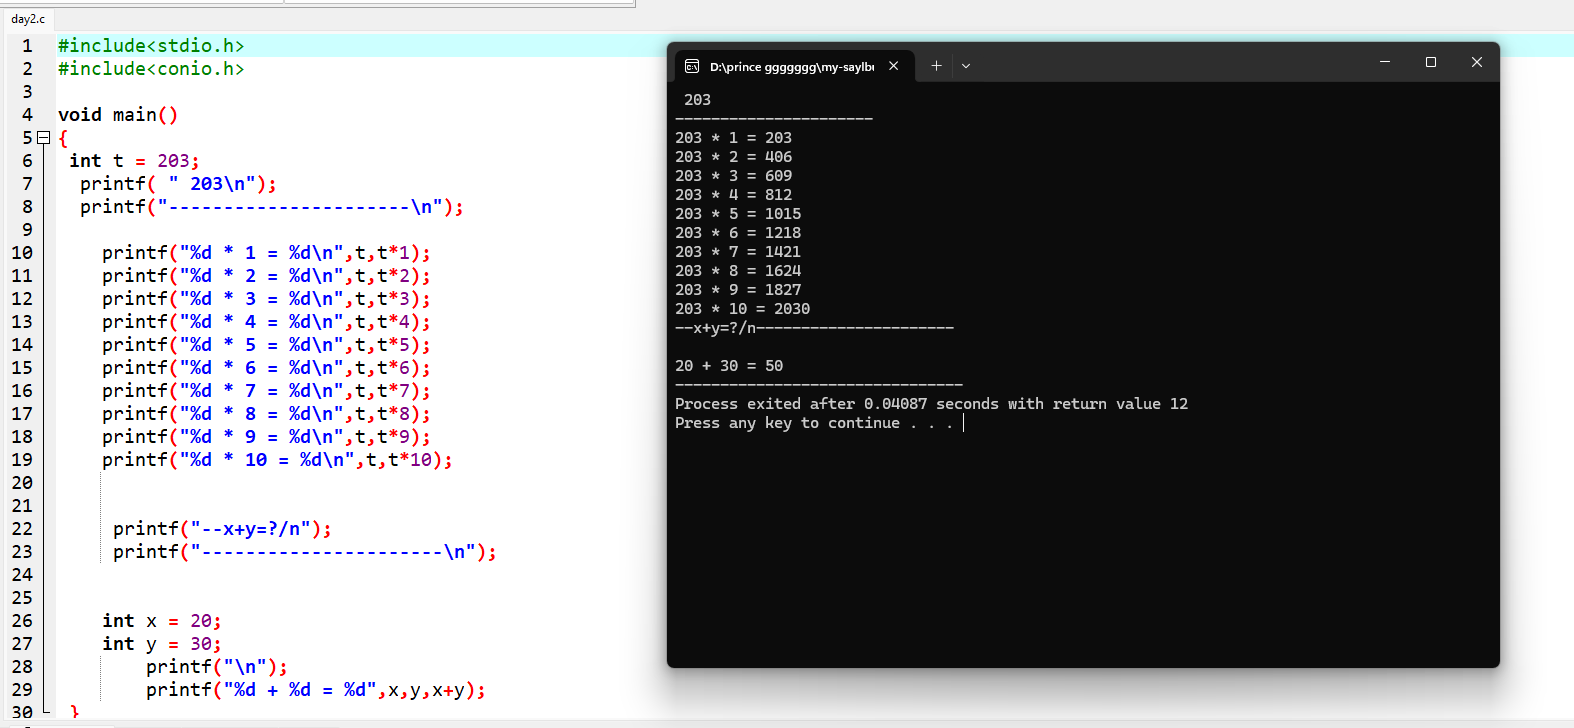 day2.c
1 #include<stdio.h>
2 #include<conio.h>
3
4 void main()
5 {
6 int t = 203;
7 printf( " 203\n");
8 printf("----------------------\n");
9
10 printf("%d * 1 = %d\n",t,t*1);
11 printf("%d * 2 = %d\n",t,t*2);
12 printf("%d * 3 = %d\n",t,t*3);
13 printf("%d * 4 = %d\n",t,t*4);
14 printf("%d * 5 = %d\n",t,t*5);
15 printf("%d * 6 = %d\n",t,t*6);
16 printf("%d * 7 = %d\n",t,t*7);
17 printf("%d * 8 = %d\n",t,t*8);
18 printf("%d * 9 = %d\n",t,t*9);
19 printf("%d * 10 = %d\n",t,t*10);
20
21
22 printf("--x+y=?/n");
23 printf("----------------------\n");
24
25
26 int x = 20;
27 int y = 30;
28 printf("\n");
29 printf("%d + %d = %d",x,y,x+y);
30 }
D:\prince ggggggg\my-saylbu
203
----------------------
203 * 1 = 203
203 * 2 = 406
203 * 3 = 609
203 * 4 = 812
203 * 5 = 1015
203 * 6 = 1218
203 * 7 = 1421
203 * 8 = 1624
203 * 9 = 1827
203 * 10 = 2030
--x+y=?/n----------------------
20 + 30 = 50
--------------------------------
Process exited after 0.04087 seconds with return value 12
Press any key to continue . . .